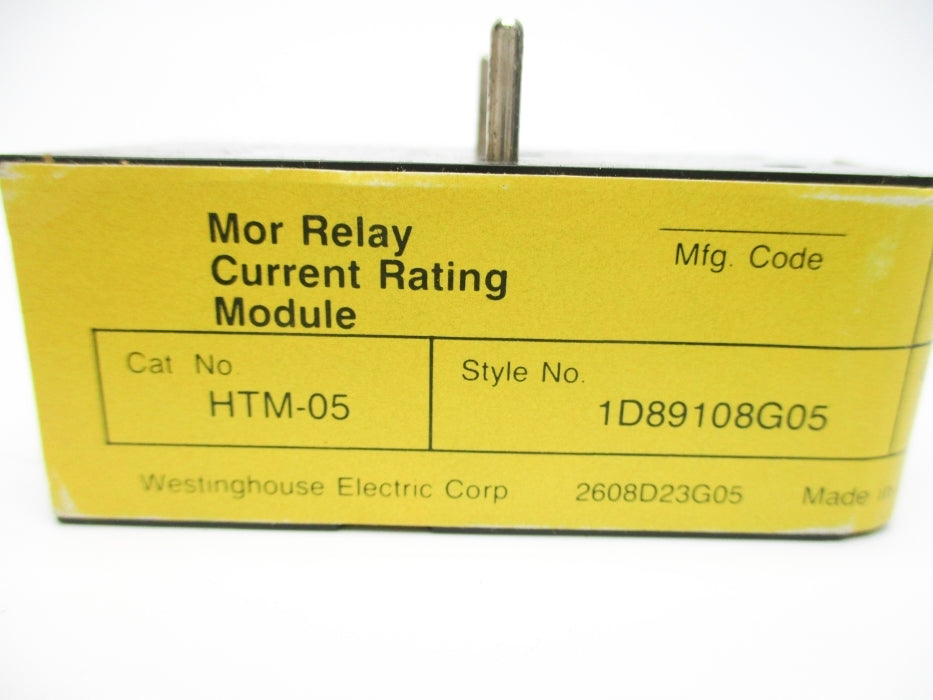 Mor Relay
Current Rating
Module
Mfg. Code
Cat No.
HTM-05
Style No.
1D89108G05
Westinghouse Electric Corp 2608D23G05 Made in